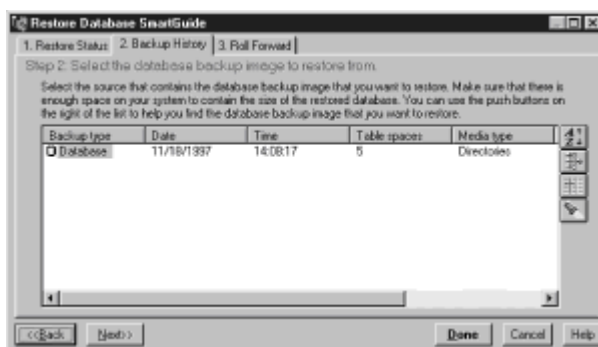 Restore Database SmartGuide
1. Restore Status
2. Backup History
3. Roll Forward
Step 2: Select the database backup image to restore from.
Select the source that contains the database backup image that you want to restore. Make sure that there is
enough space on your system to contain the size of the restored database. You can use the push buttons on
the right of the list to help you find the database backup image that you want to restore.
Backup type Date Time Table spaces Media type
Database 11/18/1997 14:08:17 5 Directories
<<Back Next>> Done Cancel Help